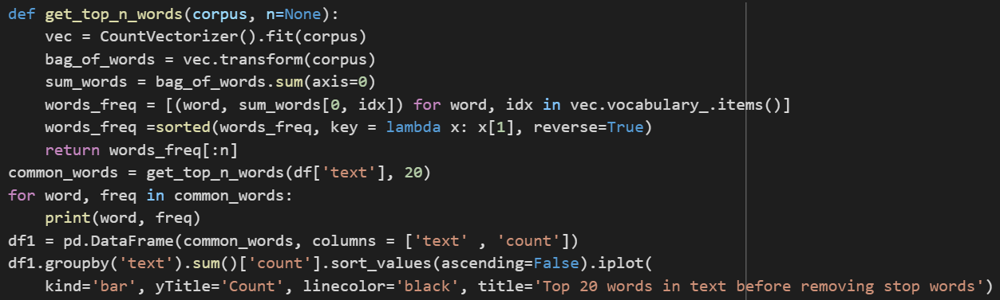 def get_top_n_words(corpus, n=None):
    vec = CountVectorizer().fit(corpus)
    bag_of_words = vec.transform(corpus)
    sum_words = bag_of_words.sum(axis=0)
    words_freq = [(word, sum_words[0, idx]) for word, idx in vec.vocabulary_.items()]
    words_freq =sorted(words_freq, key = lambda x: x[1], reverse=True)
    return words_freq[:n]
common_words = get_top_n_words(df['text'], 20)
for word, freq in common_words:
    print(word, freq)
df1 = pd.DataFrame(common_words, columns = ['text' , 'count'])
df1.groupby('text').sum()['count'].sort_values(ascending=False).iplot(
    kind='bar', yTitle='Count', linecolor='black', title='Top 20 words in text before removing stop words')